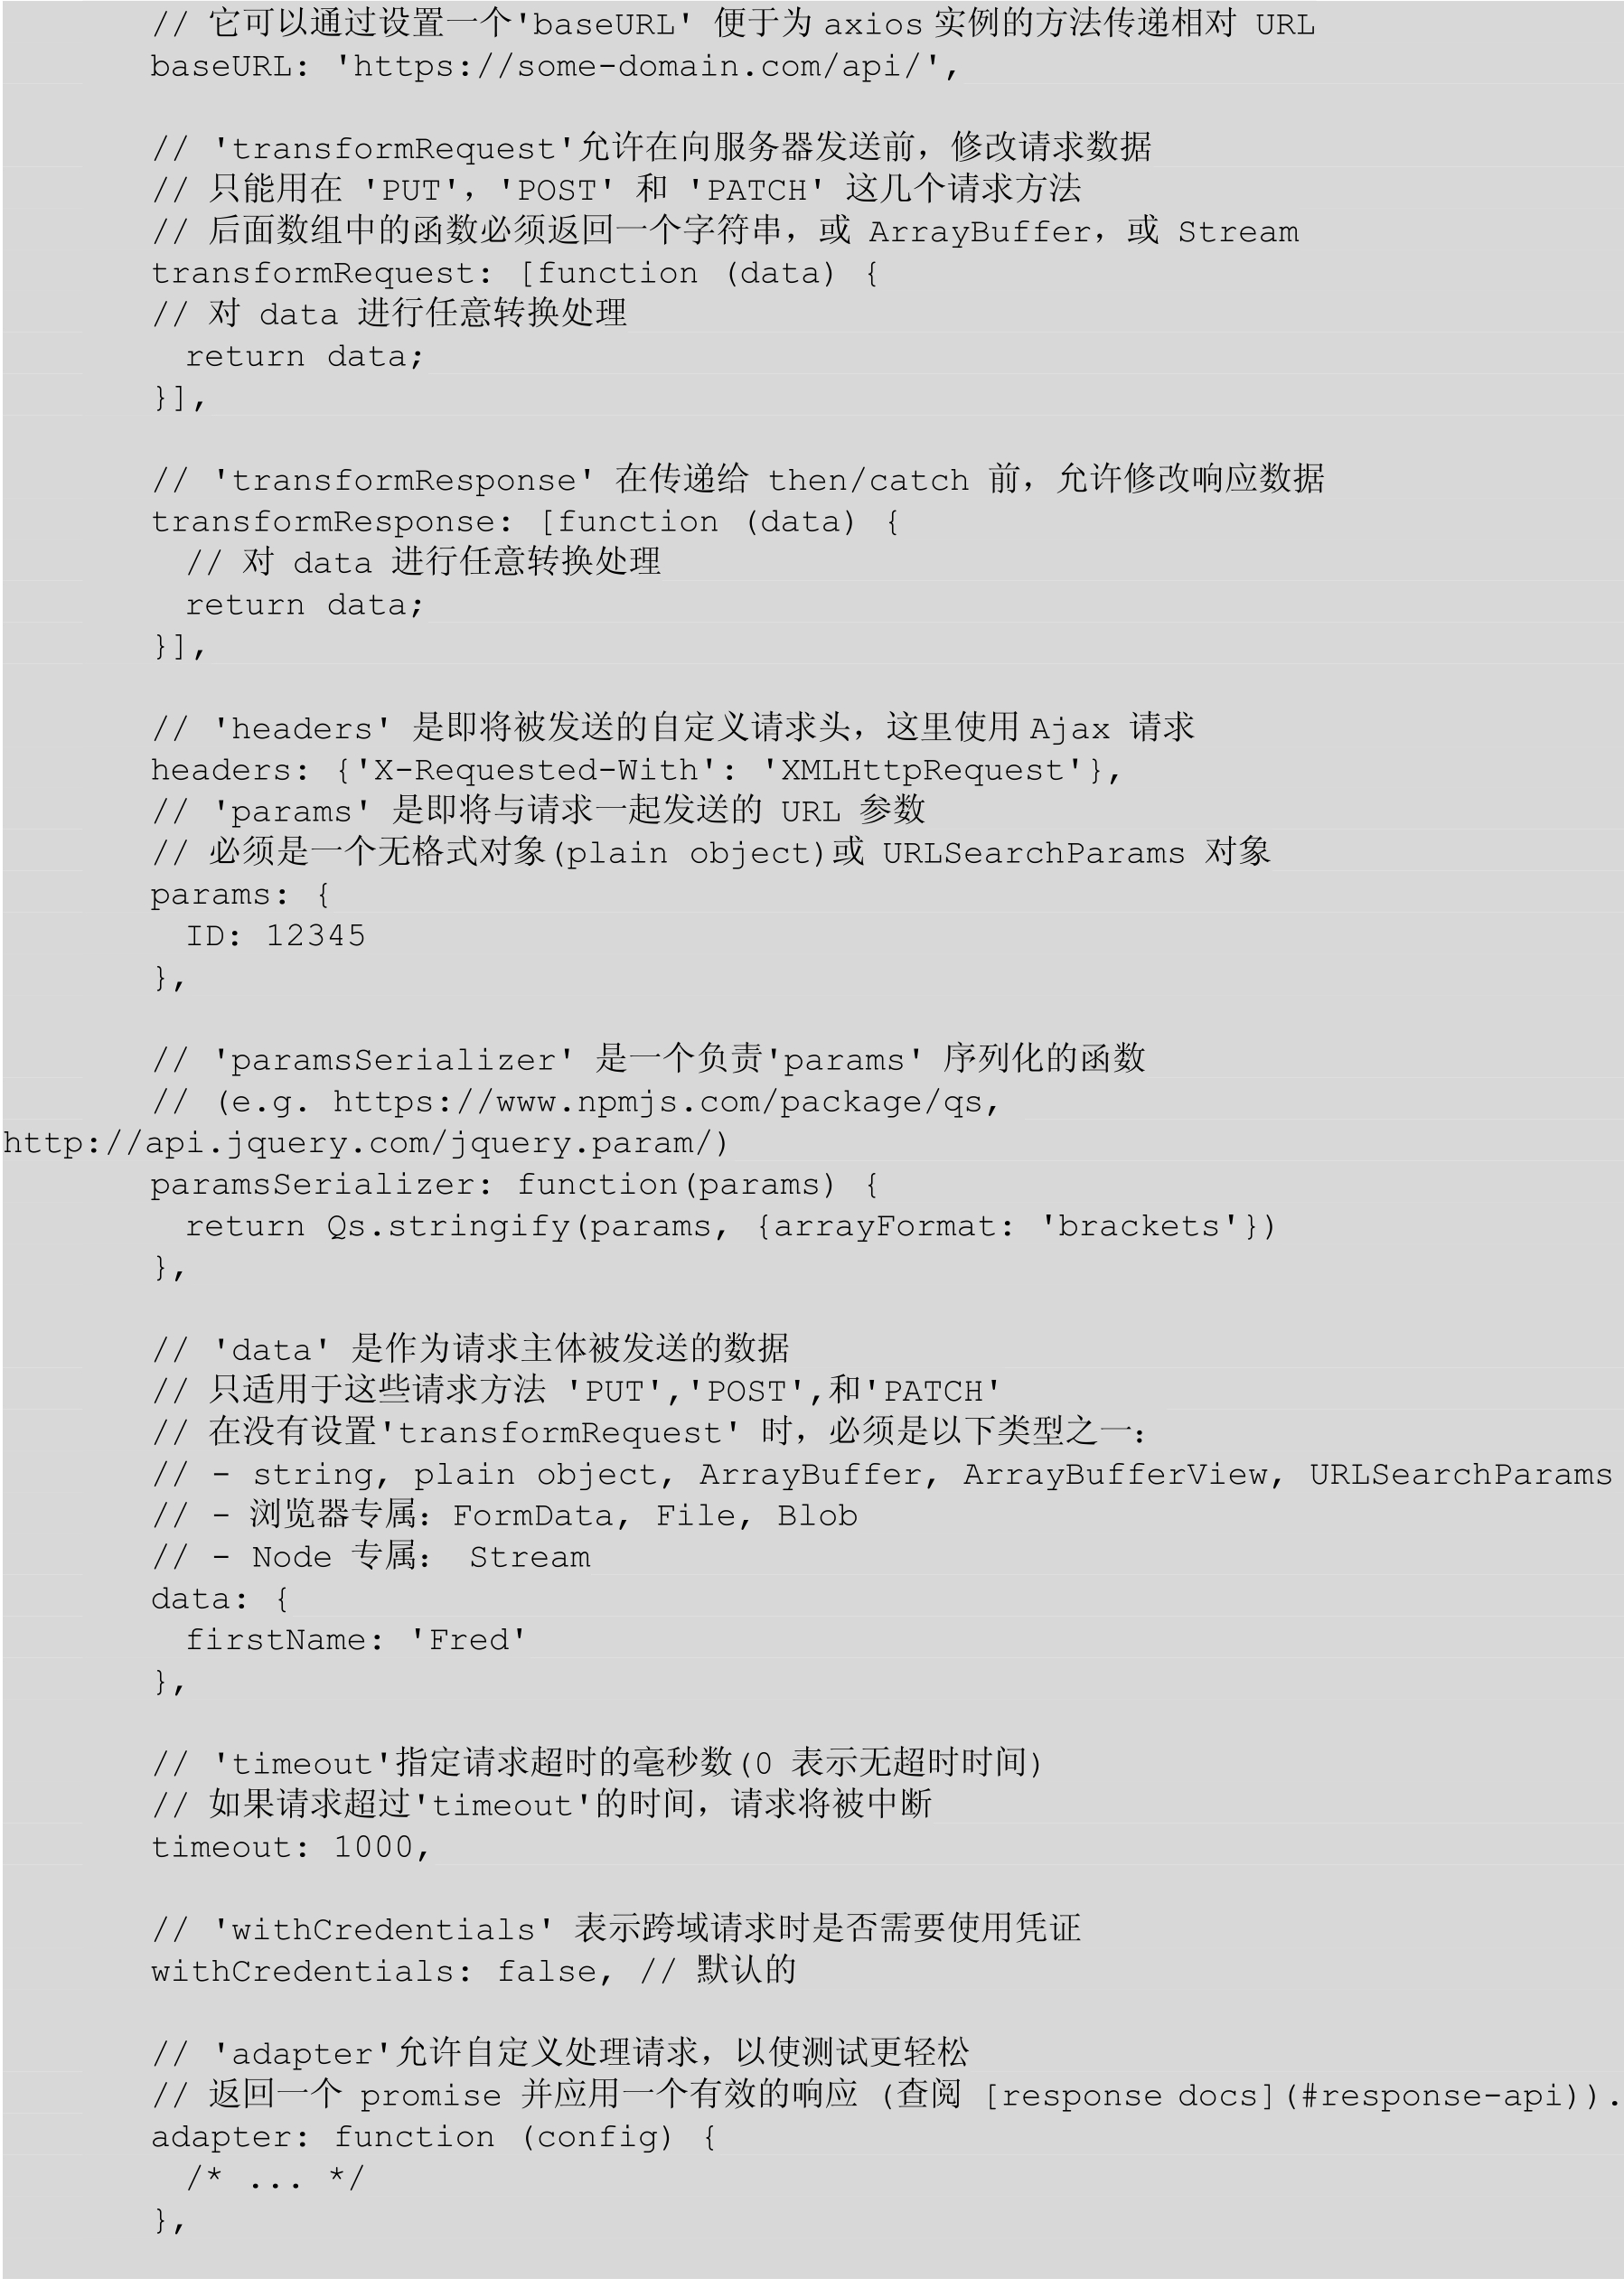 // 它可以通过设置一个'baseURL' 便于为axios实例的方法传递相对 URL
baseURL: 'https://some-domain.com/api/',
// 'transformRequest'允许在向服务器发送前，修改请求数据
// 只能用在 'PUT'，'POST' 和 'PATCH' 这几个请求方法
// 后面数组中的函数必须返回一个字符串，或 ArrayBuffer，或 Stream
transformRequest: [function (data) {
// 对 data 进行任意转换处理
return data;
}],
// 'transformResponse' 在传递给 then/catch 前，允许修改响应数据
transformResponse: [function (data) {
// 对 data 进行任意转换处理
return data;
}],
// 'headers' 是即将被发送的自定义请求头，这里使用Ajax 请求
headers: {'X-Requested-With': 'XMLHttpRequest'},
// 'params' 是即将与请求一起发送的 URL 参数
// 必须是一个无格式对象(plain object)或 URLSearchParams 对象
params: {
ID: 12345
},
// 'paramsSerializer' 是一个负责'params' 序列化的函数
// (e.g. https://www.npmjs.com/package/qs,
http://api.jquery.com/jquery.param/)
paramsSerializer: function(params) {
return Qs.stringify(params, {arrayFormat: 'brackets'})
},
// 'data' 是作为请求主体被发送的数据
// 只适用于这些请求方法 'PUT','POST',和'PATCH'
// 在没有设置'transformRequest' 时，必须是以下类型之一：
// - string, plain object, ArrayBuffer, ArrayBufferView, URLSearchParams
// - 浏览器专属：FormData, File, Blob
// - Node 专属： Stream
data: {
firstName: 'Fred'
},
// 'timeout'指定请求超时的毫秒数(0 表示无超时时间)
// 如果请求超过'timeout'的时间，请求将被中断
timeout: 1000,
// 'withCredentials' 表示跨域请求时是否需要使用凭证
withCredentials: false, // 默认的
// 'adapter'允许自定义处理请求，以使测试更轻松
// 返回一个 promise 并应用一个有效的响应 (查阅 [response docs](#response-api)).
adapter: function (config) {
/* ... */
},